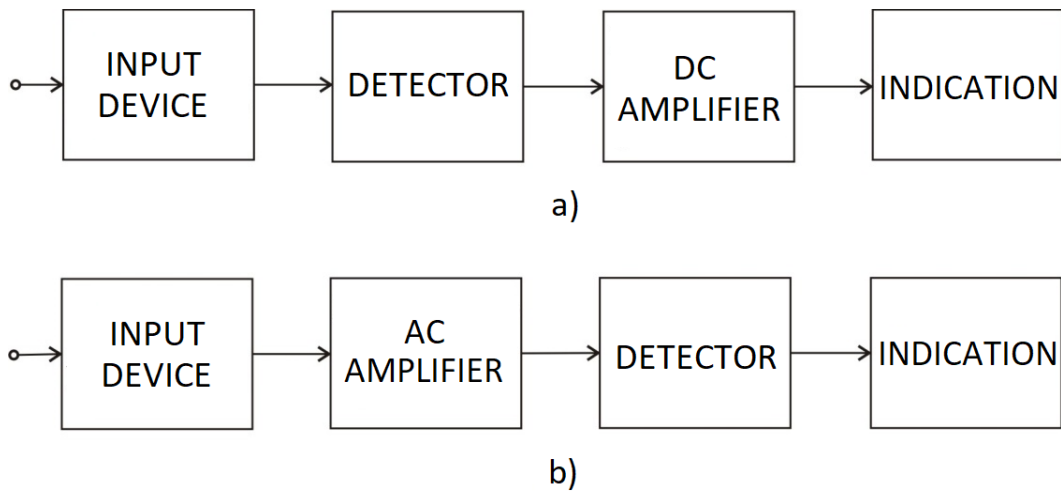 INPUT
DEVICE
DETECTOR
DC
AMPLIFIER
INDICATION
a)
INPUT
DEVICE
AC
AMPLIFIER
DETECTOR
INDICATION
b)